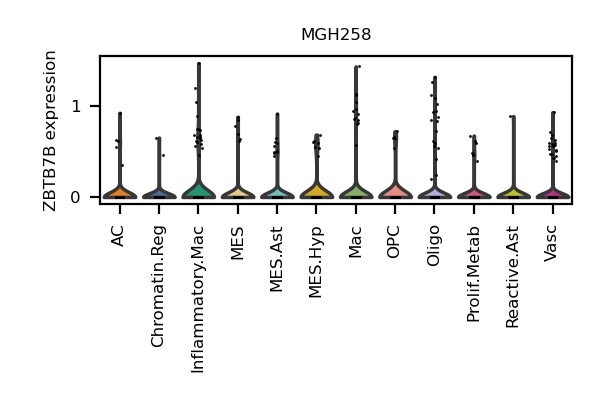 MGH258
ZBTB7B expression
1
0
AC
Chromatin.Reg
Inflammatory.Mac
MES
MES.Ast
MES.Hyp
Mac
OPC
Oligo
Prolif.Metab
Reactive.Ast
Vasc